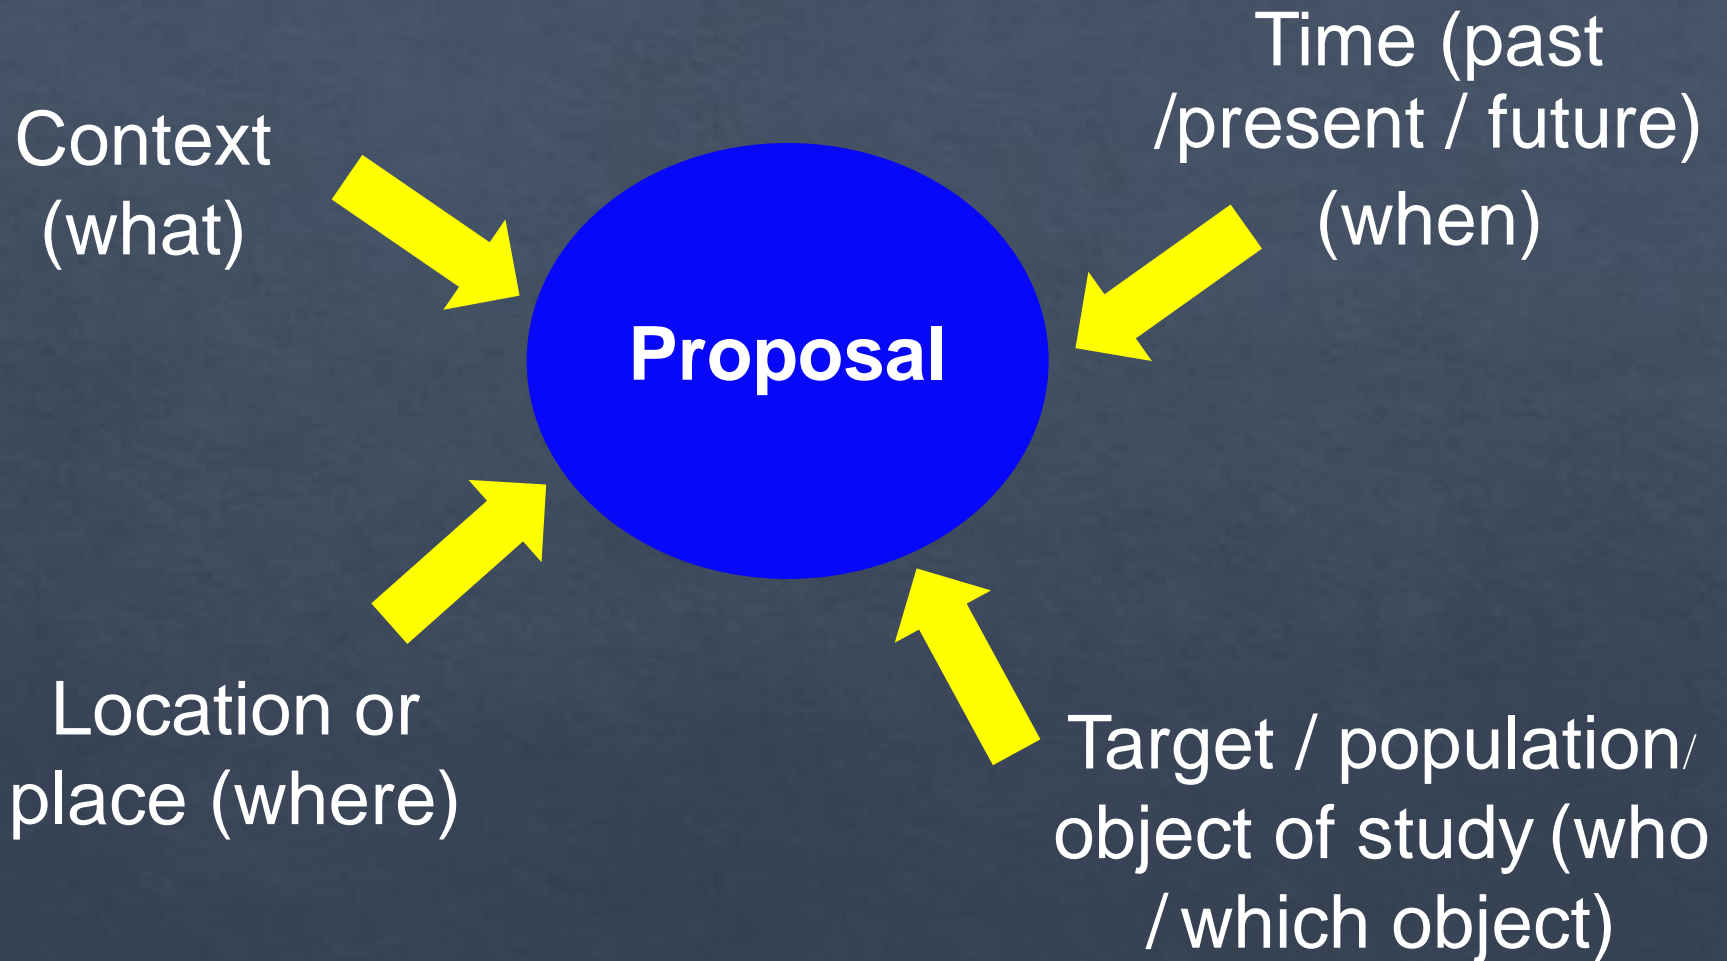 Context
(what)
Time (past
/present / future)
(when)
Proposal
Location or
place (where)
Target / population/
object of study (who
/ which object)